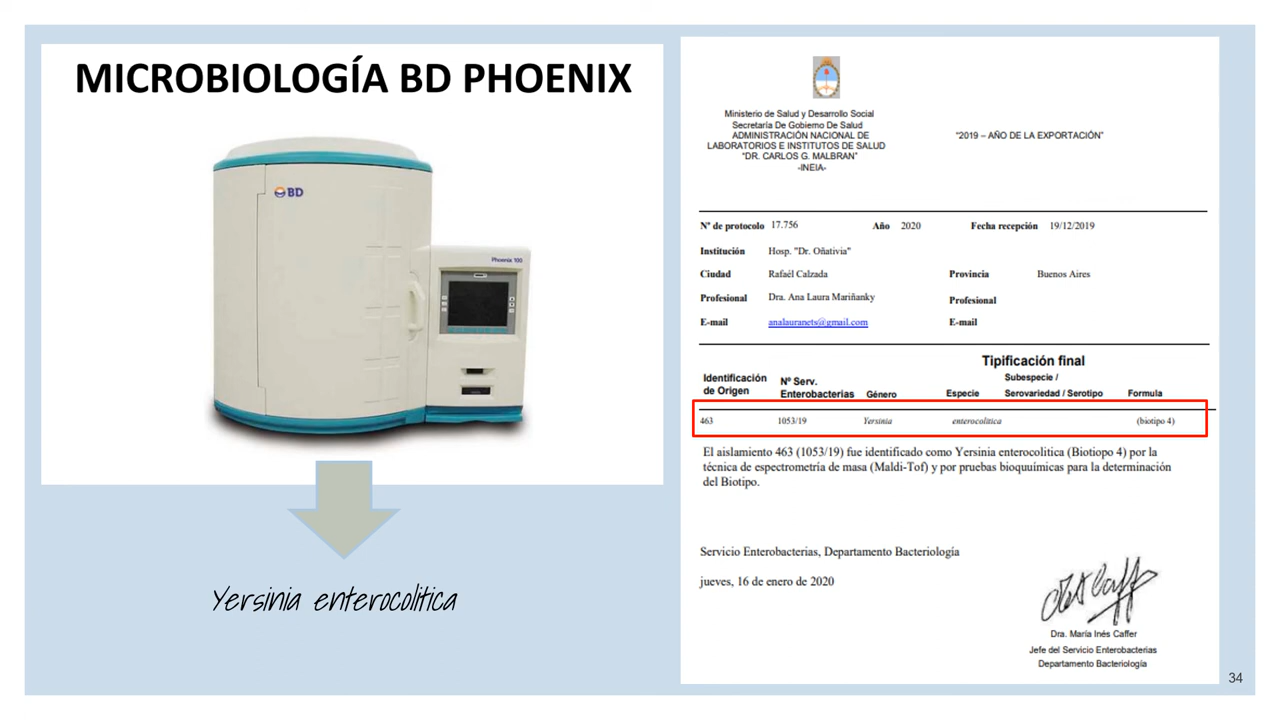 MICROBIOLOGÍA BD PHOENIX
BD
Phoenix 100
Yersinia enterocolitica
Ministerio de Salud y Desarrollo Social
Secretaría De Gobierno De Salud
ADMINISTRACIÓN NACIONAL DE
LABORATORIOS E INSTITUTOS DE SALUD
"DR. CARLOS G. MALBRAN"
-INEIA-
"2019 – AÑO DE LA EXPORTACIÓN"
Nº de protocolo 17.756 Año 2020 Fecha recepción 19/12/2019
Institución Hosp. "Dr. Oñativia"
Ciudad Rafaél Calzada Provincia Buenos Aires
Profesional Dra. Ana Laura Mariñanky Profesional
E-mail analauranets@gmail.com E-mail
Tipificación final
Identificación de Origen Nº Serv. Enterobacterias Género Especie Subespecie / Serovariedad / Serotipo Formula
463 1053/19 Yersinia enterocolitica (biotipo 4)
El aislamiento 463 (1053/19) fue identificado como Yersinia enterocolitica (Biotiopo 4) por la
técnica de espectrometría de masa (Maldi-Tof) y por pruebas bioquuímicas para la determinación
del Biotipo.
Servicio Enterobacterias, Departamento Bacteriología
jueves, 16 de enero de 2020
Dra. María Inés Caffer
Jefe del Servicio Enterobacterias
Departamento Bacteriología
34